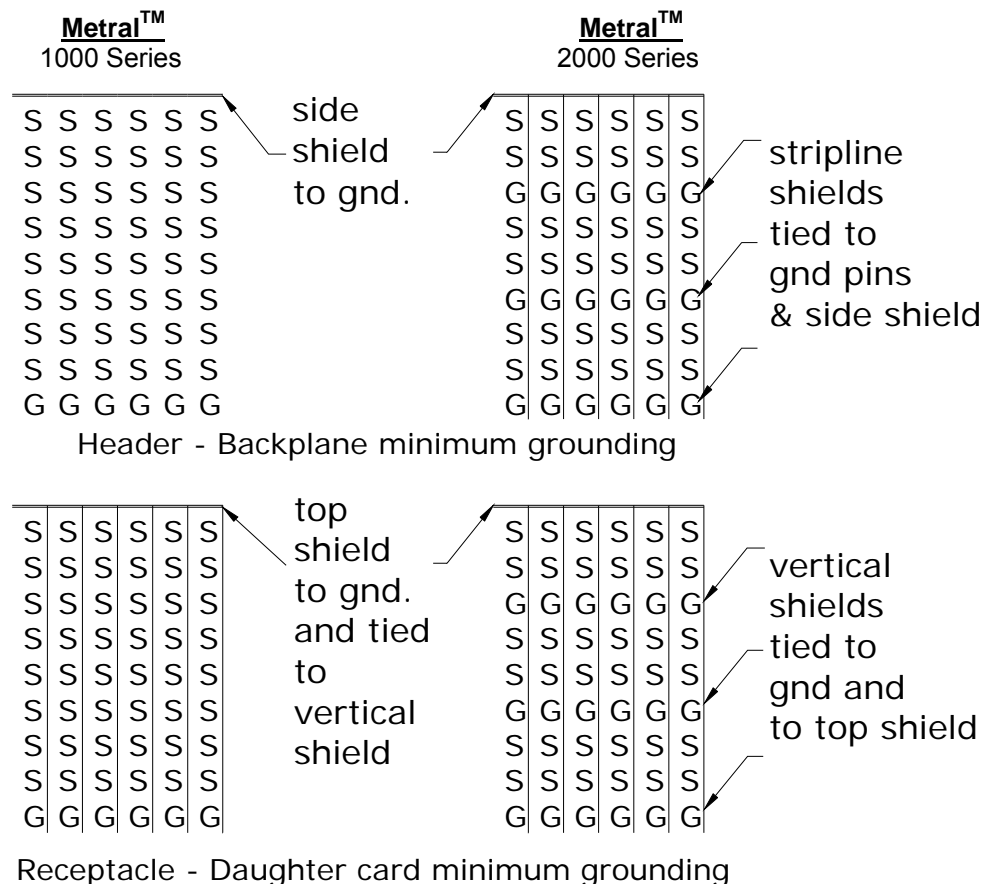 Metral™
1000 Series
Metral™
2000 Series
side
shield
to gnd.
S S S S S S
S S S S S S
S S S S S S
S S S S S S
S S S S S S
S S S S S S
S S S S S S
S S S S S S
G G G G G G
S S S S S S
S S S S S S
G G G G G G
S S S S S S
S S S S S S
G G G G G G
S S S S S S
S S S S S S
G G G G G G
stripline
shields
tied to
gnd pins
& side shield
Header - Backplane minimum grounding
S S S S S S
S S S S S S
S S S S S S
S S S S S S
S S S S S S
S S S S S S
S S S S S S
S S S S S S
G G G G G G
top
shield
to gnd.
and tied
to
vertical
shield
S S S S S S
S S S S S S
G G G G G G
S S S S S S
S S S S S S
G G G G G G
S S S S S S
S S S S S S
G G G G G G
vertical
shields
tied to
gnd and
to top shield
Receptacle - Daughter card minimum grounding